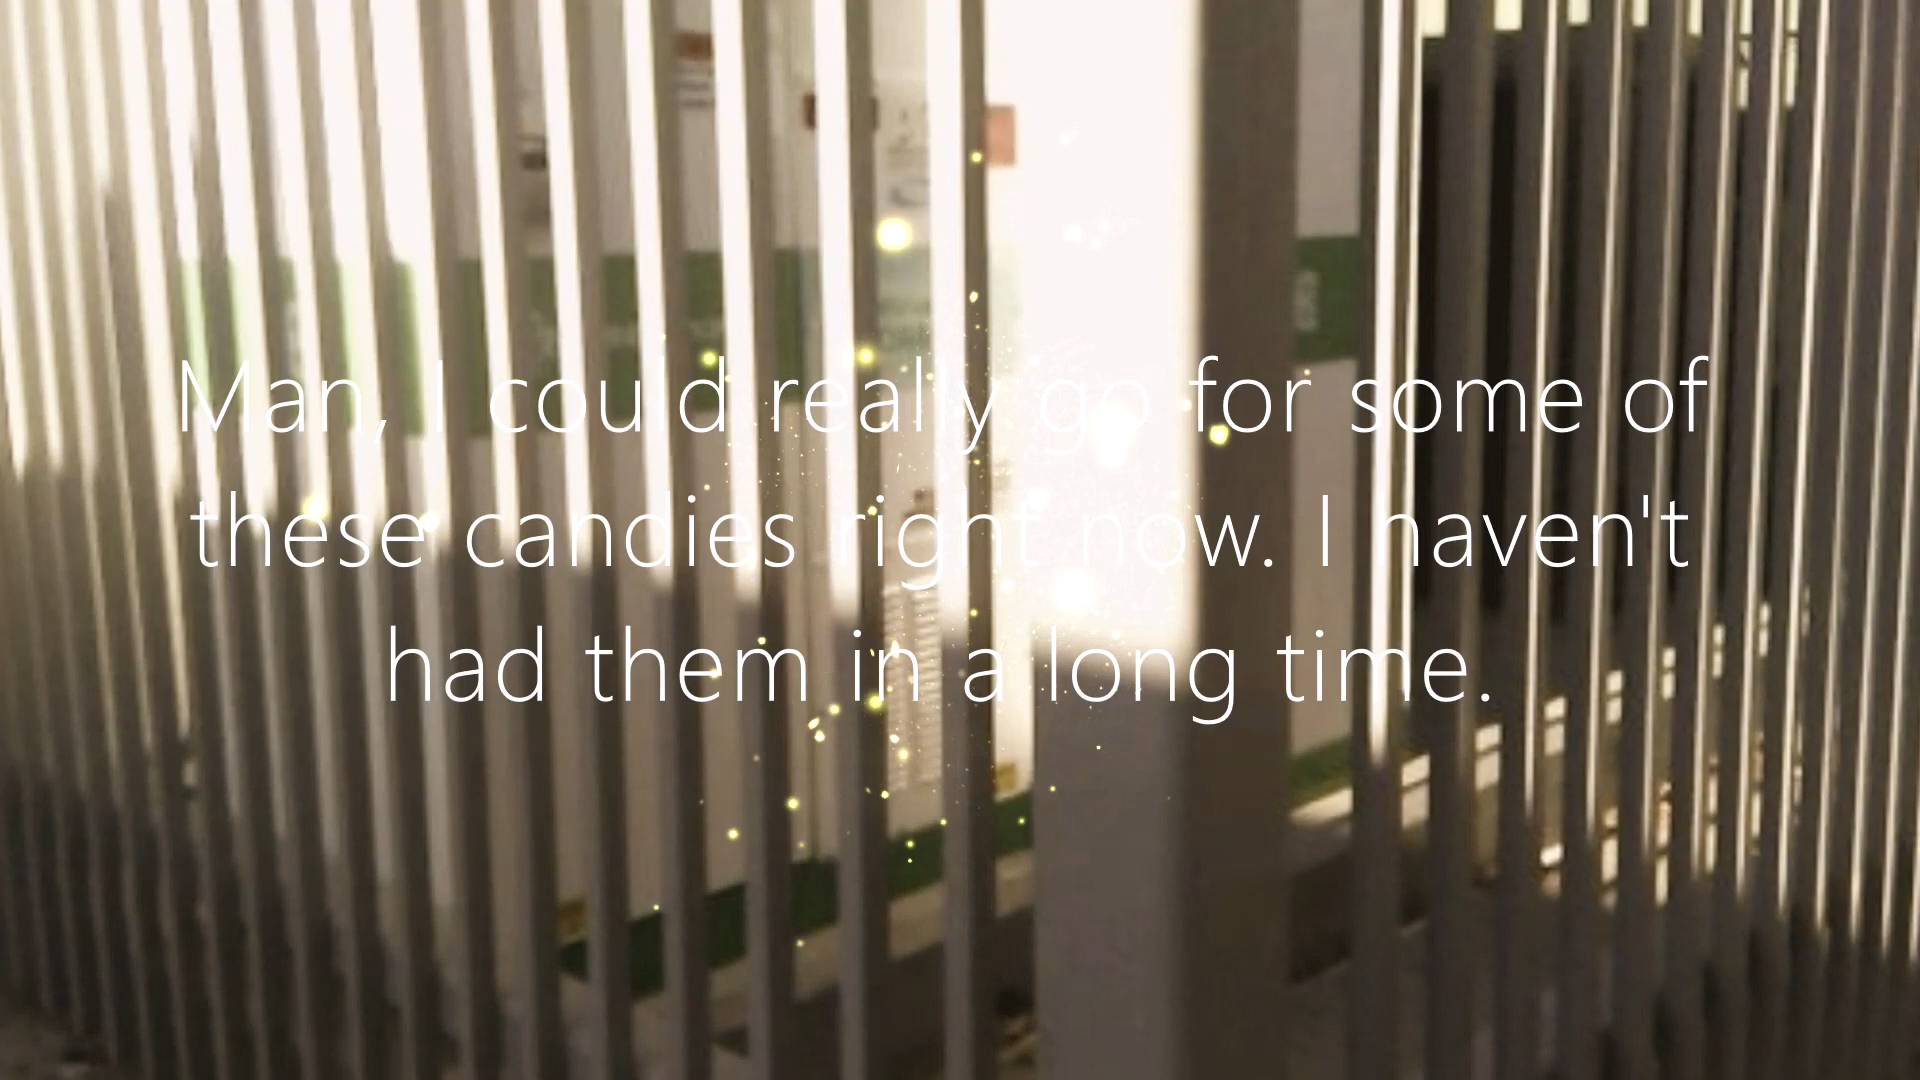 Man, I could really go for some of
these candies right now. I haven't
had them in a long time.